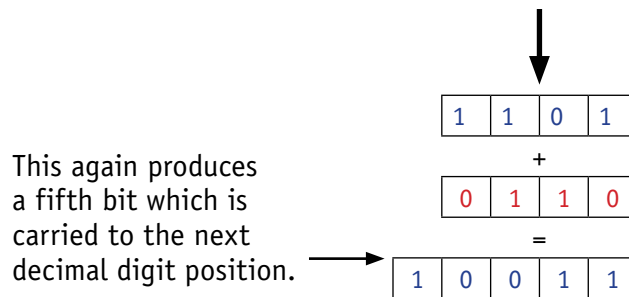 1 1 0 1
+
0 1 1 0
=
This again produces
a fifth bit which is
carried to the next
decimal digit position.
1 0 0 1 1